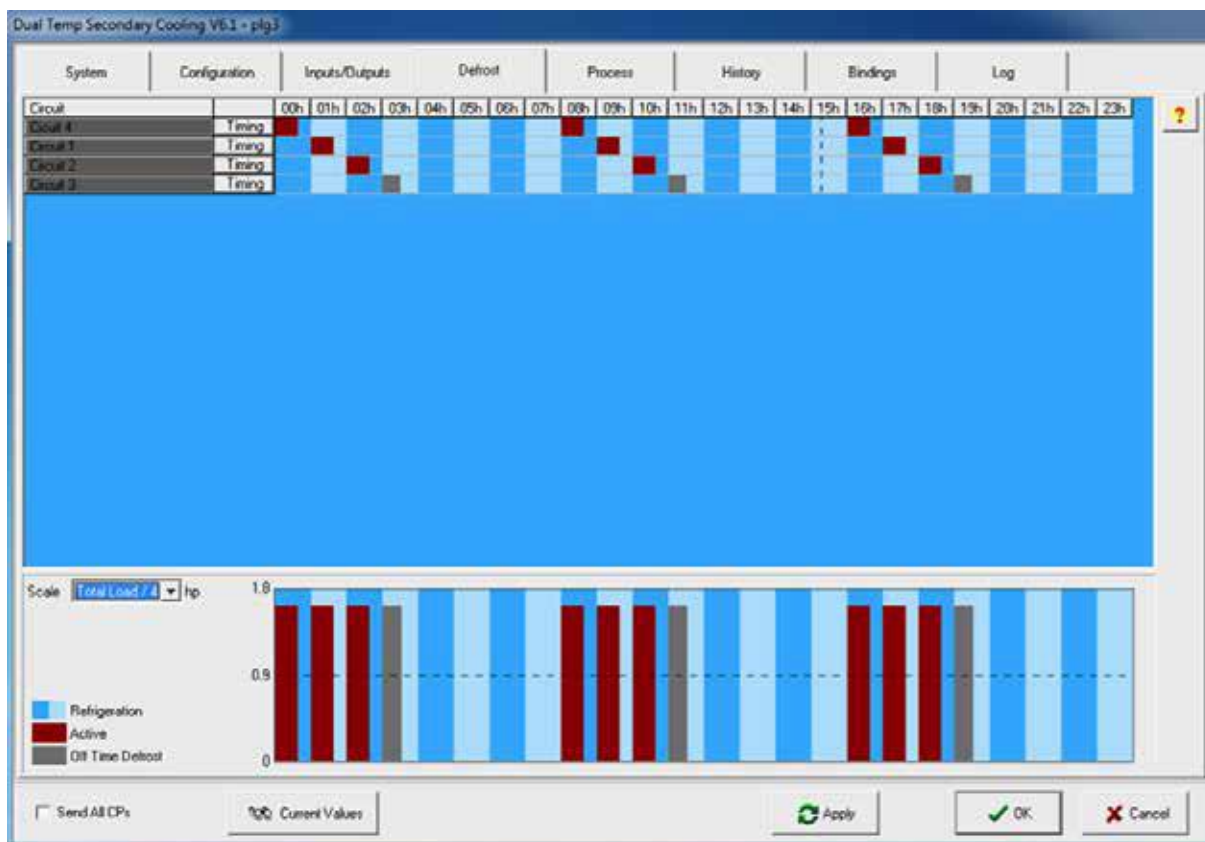 Dual Temp Secondary Cooling V6.1 - plg3
System Configuration Inputs/Outputs Defrost Process History Bindings Log
Circuit 00h 01h 02h 03h 04h 05h 06h 07h 08h 09h 10h 11h 12h 13h 14h 15h 16h 17h 18h 19h 20h 21h 22h 23h
?
Circuit 4 Timing
Circuit 1 Timing
Circuit 2 Timing
Circuit 3 Timing
Scale Total Load / 4 hp
1.8
0.9
0
Refrigeration
Active
Off Time Defrost
Send All CPs Current Values Apply OK Cancel